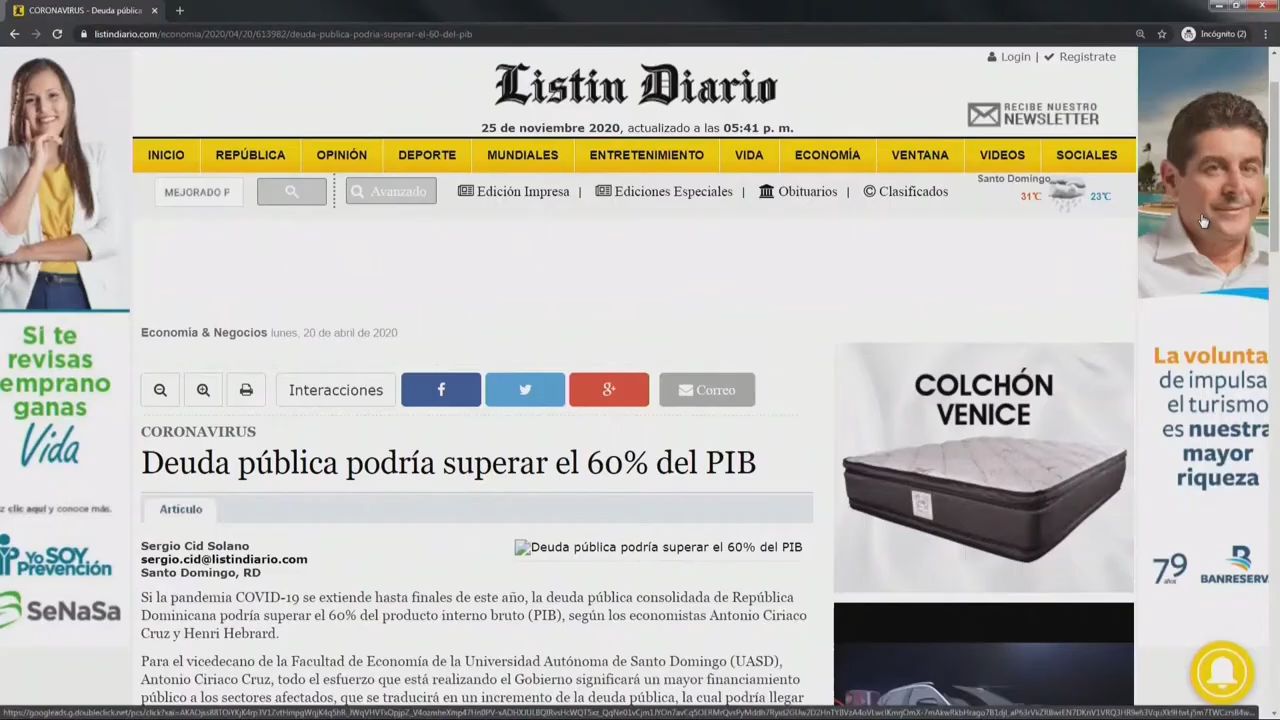 CORONAVIRUS - Deuda públic
listindiario.com/economia/2020/04/20/613982/deuda-publica-podria-superar-el-60-del-pib
Incógnito (2)
Login | Registrate
Listin Diario
RECIBE NUESTRO
NEWSLETTER
25 de noviembre 2020, actualizado a las 05:41 p. m.
INICIO REPÚBLICA OPINIÓN DEPORTE MUNDIALES ENTRETENIMIENTO VIDA ECONOMÍA VENTANA VIDEOS SOCIALES
MEJORADO P Avanzado Edición Impresa | Ediciones Especiales | Obituarios | Clasificados
Santo Domingo
31℃ 23℃
Economía & Negocios lunes, 20 de abril de 2020
Interacciones
f
g+
Correo
CORONAVIRUS
Deuda pública podría superar el 60% del PIB
Artículo
Sergio Cid Solano
sergio.cid@listindiario.com
Santo Domingo, RD
Deuda pública podría superar el 60% del PIB
Si la pandemia COVID-19 se extiende hasta finales de este año, la deuda pública consolidada de República
Dominicana podría superar el 60% del producto interno bruto (PIB), según los economistas Antonio Ciriaco
Cruz y Henri Hebrard.
Para el vicedecano de la Facultad de Economía de la Universidad Autónoma de Santo Domingo (UASD),
Antonio Ciriaco Cruz, todo el esfuerzo que está realizando el Gobierno significará un mayor financiamiento
público a los sectores afectados, que se traducirá en un incremento de la deuda pública, la cual podría llegar
Si te
revisas
emprano
ganas
Vida
z clic aquí y conoce más.
Yo SOY
Prevención
SeNaSa
COLCHÓN
VENICE
La volunta
de impulsa
el turismo
es nuestra
mayor
riqueza
79
años
BANRESERV